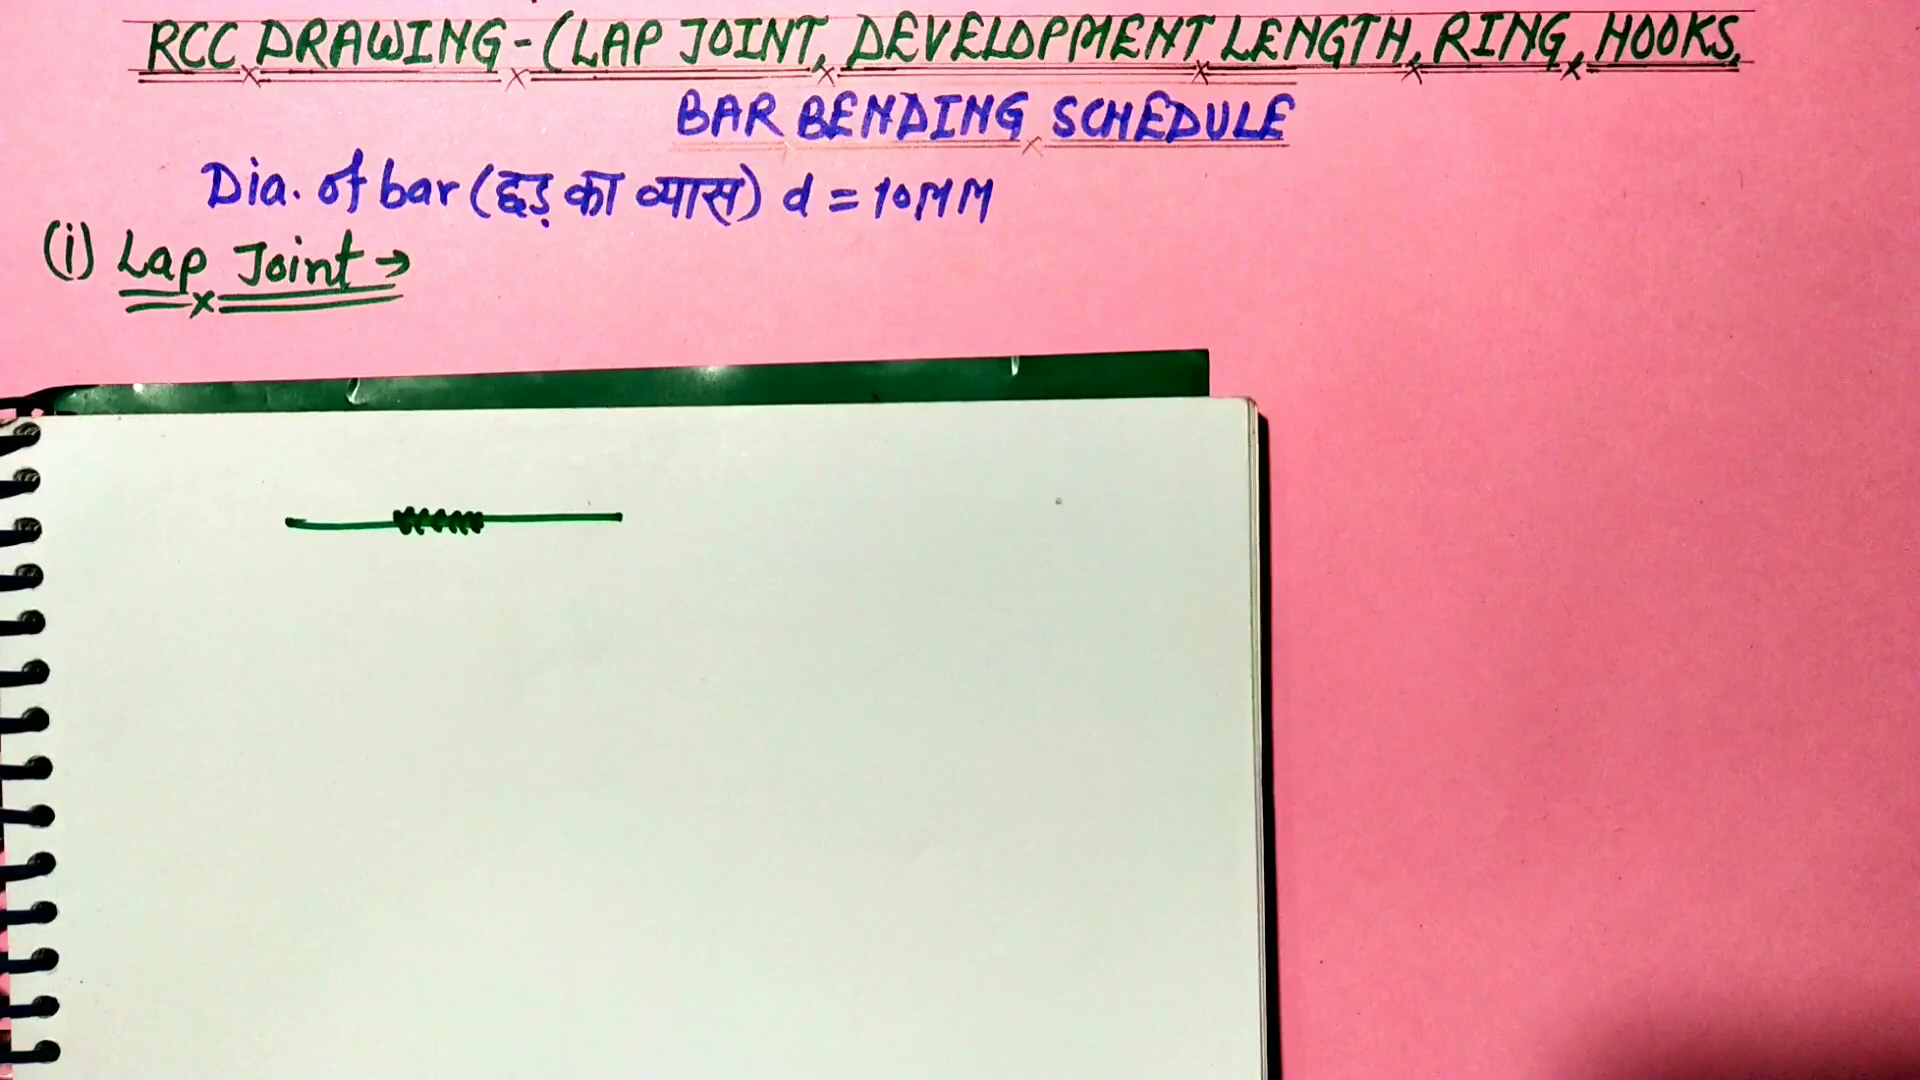 RCC DRAWING - (LAP JOINT, DEVELOPMENT LENGTH, RING, HOOKS,
BAR BENDING SCHEDULE
Dia. of bar (छड़ का व्यास) d = 10MM
(i) Lap Joint →